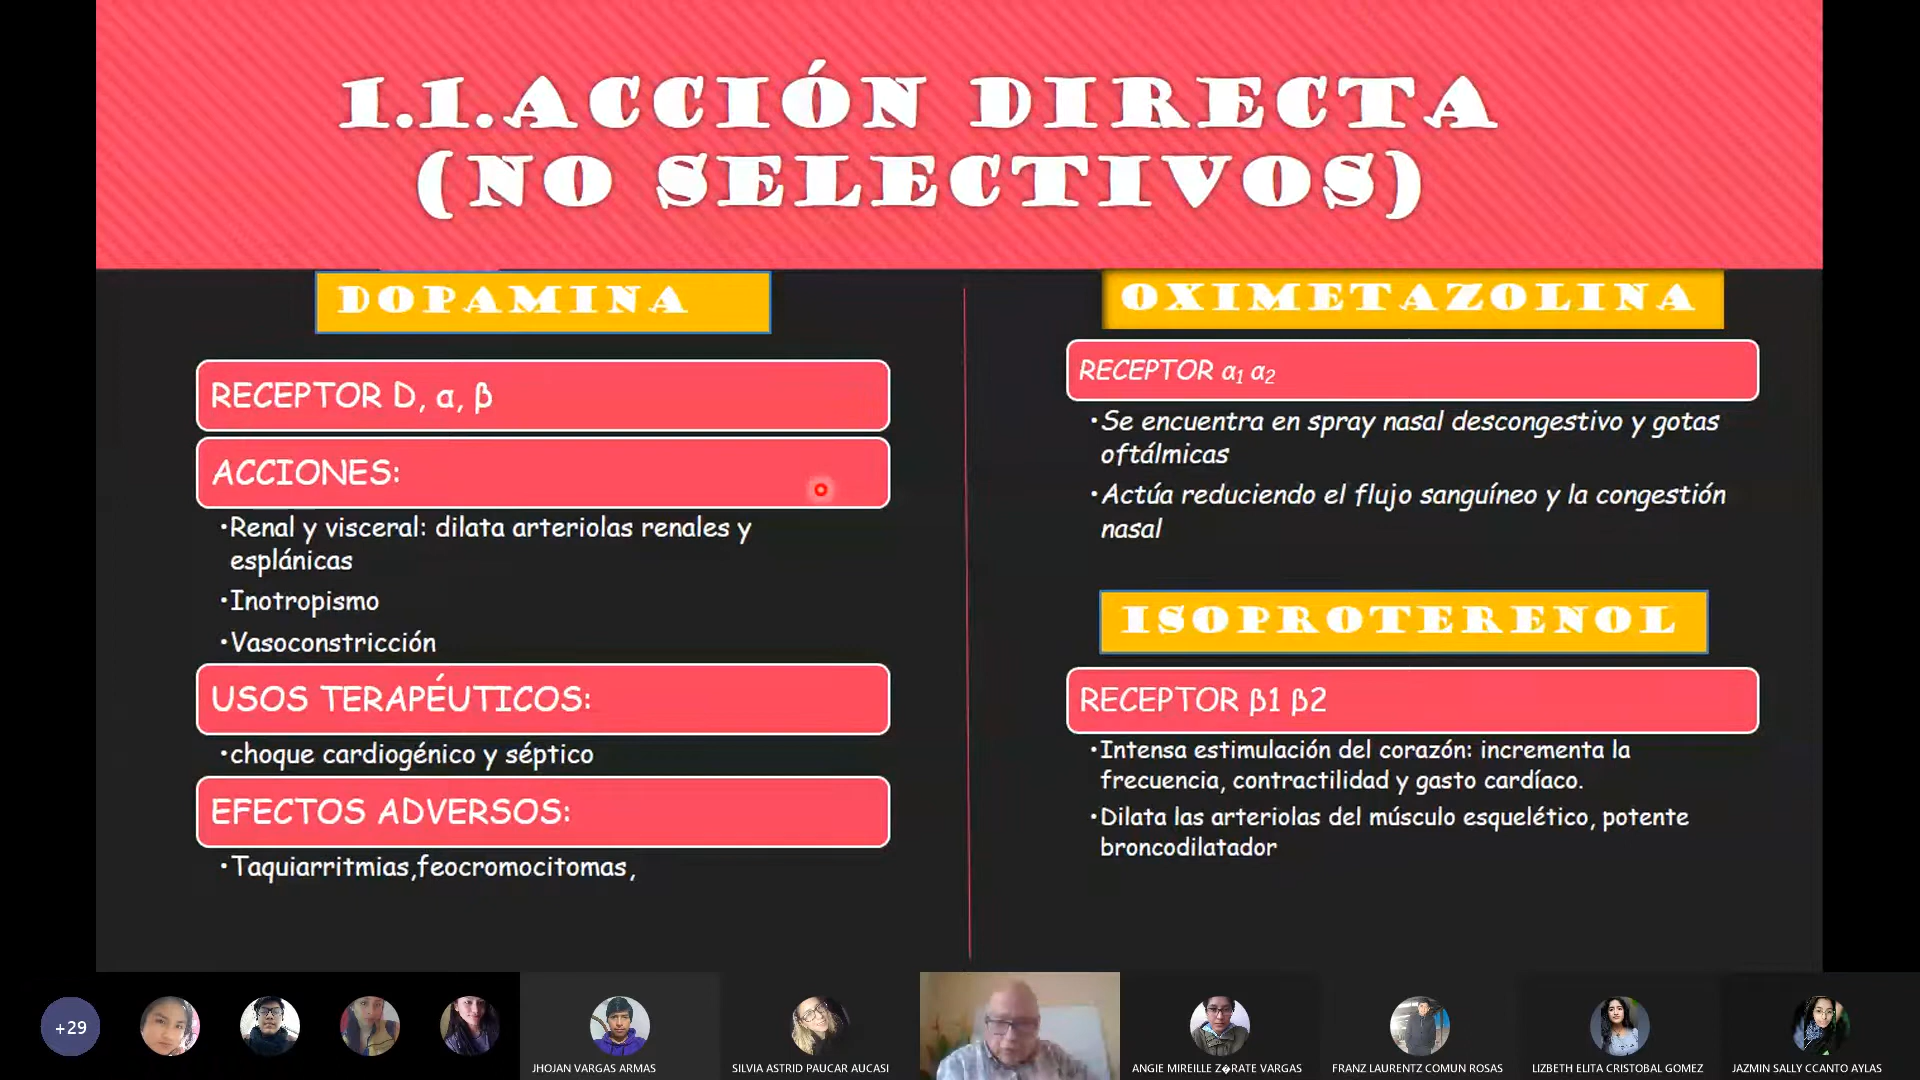 1.1.ACCIÓN DIRECTA
(NO SELECTIVOS)
DOPAMINA
RECEPTOR D, α, β
ACCIONES:
•Renal y visceral: dilata arteriolas renales y
esplánicas
•Inotropismo
•Vasoconstricción
USOS TERAPÉUTICOS:
•choque cardiogénico y séptico
EFECTOS ADVERSOS:
•Taquiarritmias,feocromocitomas,
OXIMETAZOLINA
RECEPTOR α1 α2
•Se encuentra en spray nasal descongestivo y gotas
oftálmicas
•Actúa reduciendo el flujo sanguíneo y la congestión
nasal
ISOPROTERENOL
RECEPTOR β1 β2
•Intensa estimulación del corazón: incrementa la
frecuencia, contractilidad y gasto cardíaco.
•Dilata las arteriolas del músculo esquelético, potente
broncodilatador
+29
JHOJAN VARGAS ARMAS
SILVIA ASTRID PAUCAR AUCASI
ANGIE MIREILLE Z�RATE VARGAS
FRANZ LAURENTZ COMUN ROSAS
LIZBETH ELITA CRISTOBAL GOMEZ
JAZMIN SALLY CCANTO AYLAS